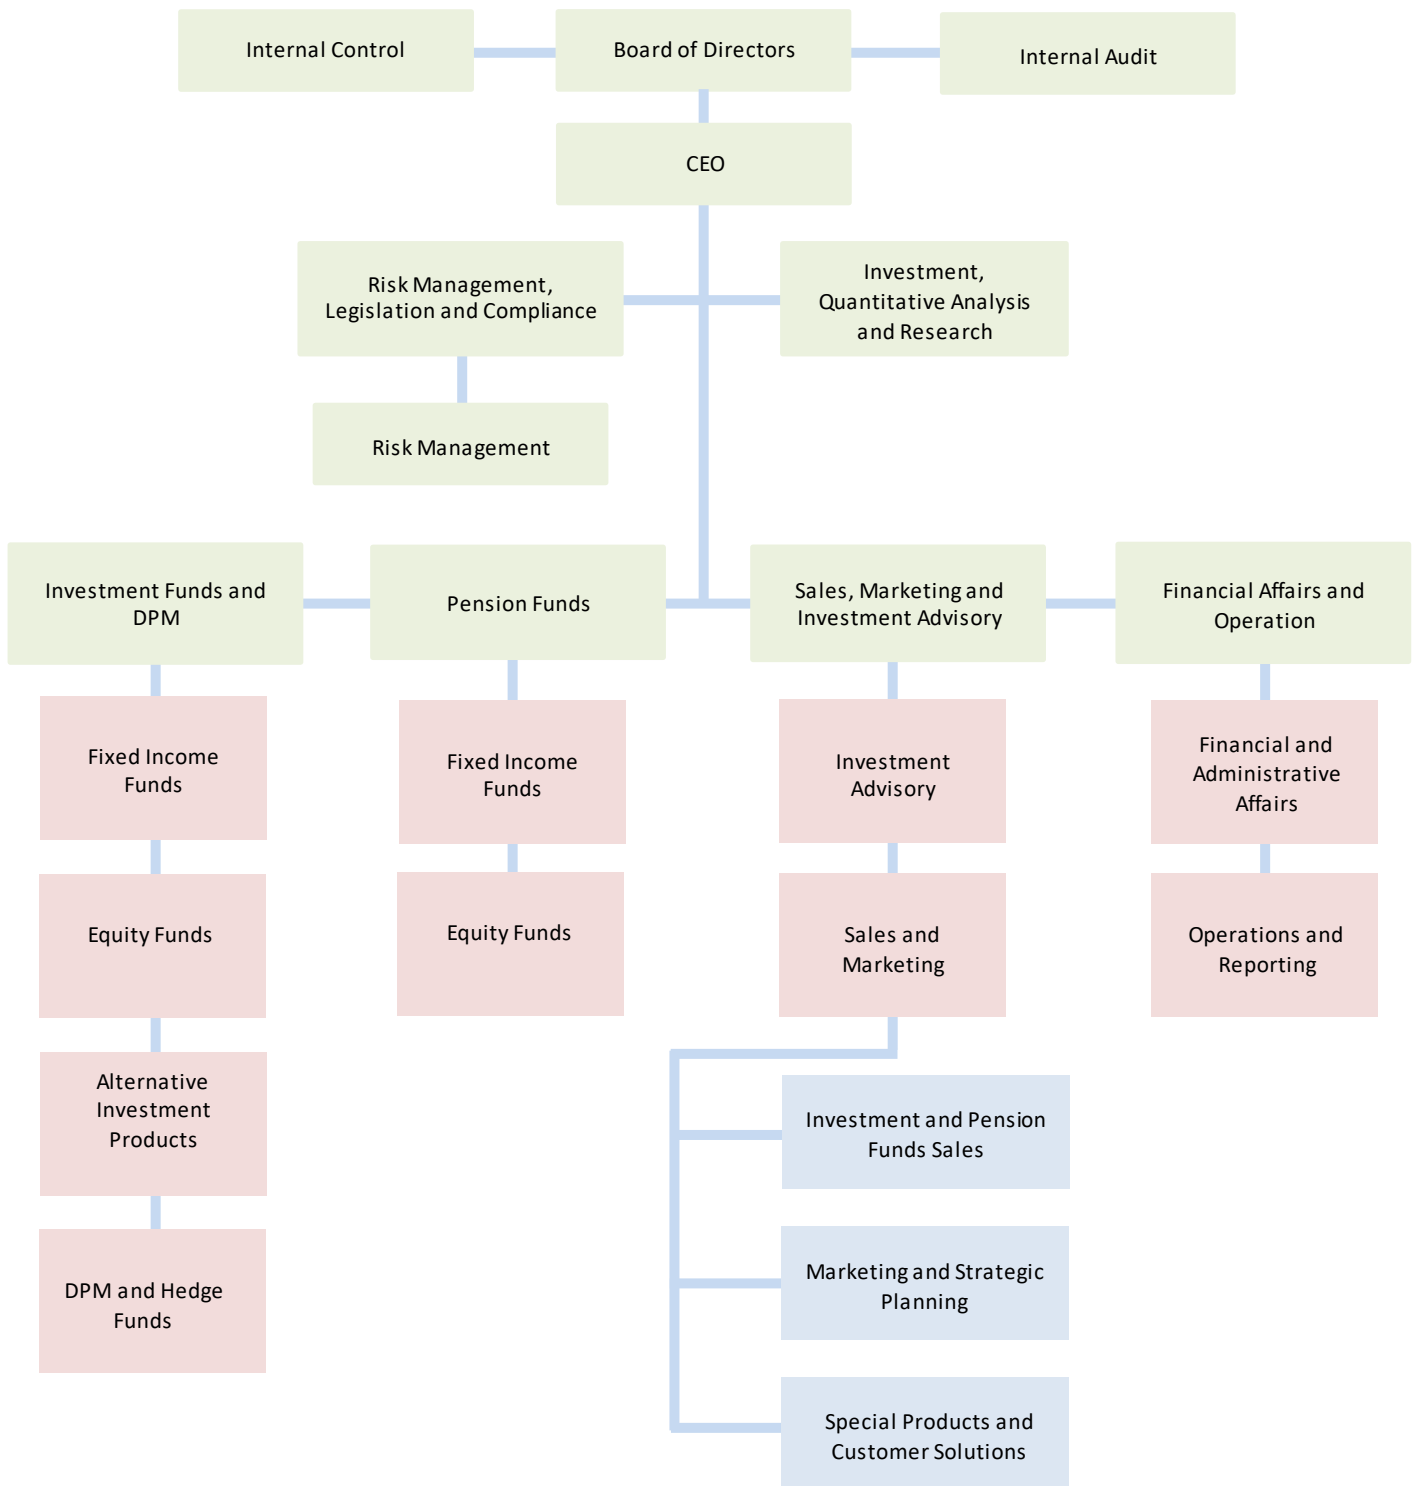 Internal Control
Board of Directors
Internal Audit
CEO
Risk Management,
Legislation and Compliance
Investment,
Quantitative Analysis
and Research
Risk Management
Investment Funds and
DPM
Pension Funds
Sales, Marketing and
Investment Advisory
Financial Affairs and
Operation
Fixed Income
Funds
Fixed Income
Funds
Investment
Advisory
Financial and
Administrative
Affairs
Equity Funds
Equity Funds
Sales and
Marketing
Operations and
Reporting
Alternative
Investment
Products
Investment and Pension
Funds Sales
DPM and Hedge
Funds
Marketing and Strategic
Planning
Special Products and
Customer Solutions